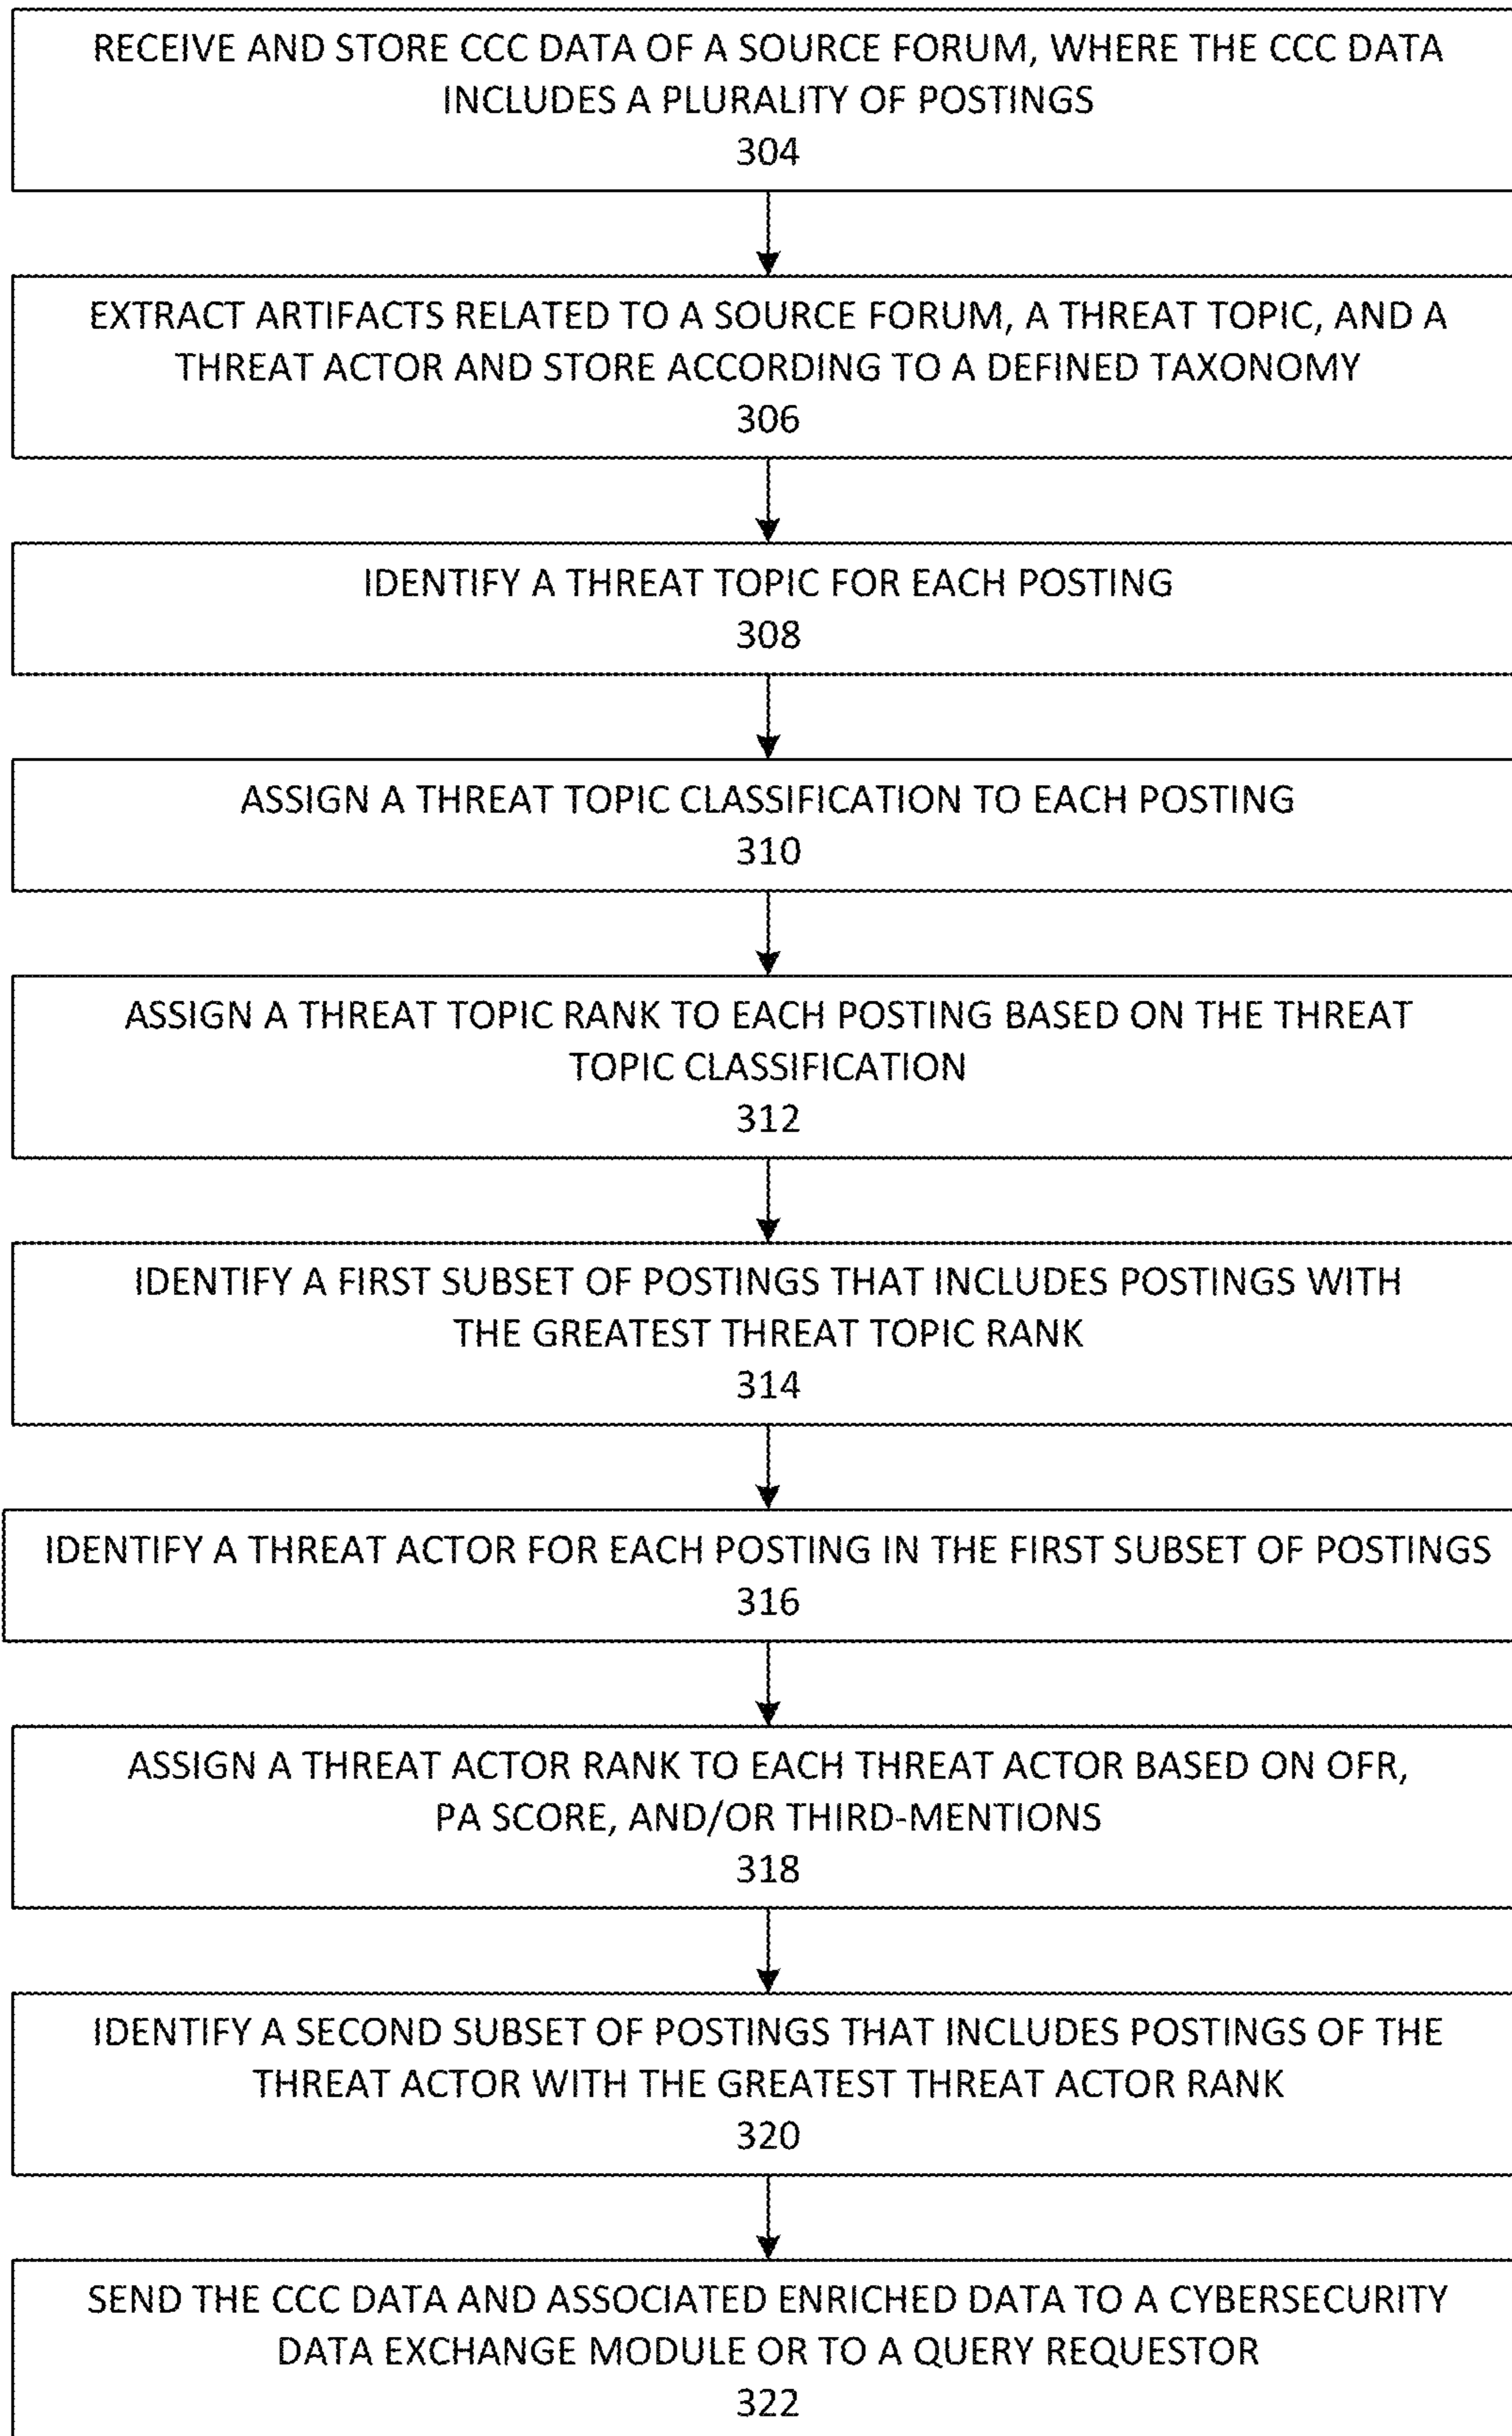 RECEIVE AND STORE CCC DATA OF A SOURCE FORUM, WHERE THE CCC DATA
INCLUDES A PLURALITY OF POSTINGS
304
EXTRACT ARTIFACTS RELATED TO A SOURCE FORUM, A THREAT TOPIC, AND A
THREAT ACTOR AND STORE ACCORDING TO A DEFINED TAXONOMY
306
IDENTIFY A THREAT TOPIC FOR EACH POSTING
308
ASSIGN A THREAT TOPIC CLASSIFICATION TO EACH POSTING
310
ASSIGN A THREAT TOPIC RANK TO EACH POSTING BASED ON THE THREAT
TOPIC CLASSIFICATION
312
IDENTIFY A FIRST SUBSET OF POSTINGS THAT INCLUDES POSTINGS WITH
THE GREATEST THREAT TOPIC RANK
314
IDENTIFY A THREAT ACTOR FOR EACH POSTING IN THE FIRST SUBSET OF POSTINGS
316
ASSIGN A THREAT ACTOR RANK TO EACH THREAT ACTOR BASED ON OFR,
PA SCORE, AND/OR THIRD-MENTIONS
318
IDENTIFY A SECOND SUBSET OF POSTINGS THAT INCLUDES POSTINGS OF THE
THREAT ACTOR WITH THE GREATEST THREAT ACTOR RANK
320
SEND THE CCC DATA AND ASSOCIATED ENRICHED DATA TO A CYBERSECURITY
DATA EXCHANGE MODULE OR TO A QUERY REQUESTOR
322